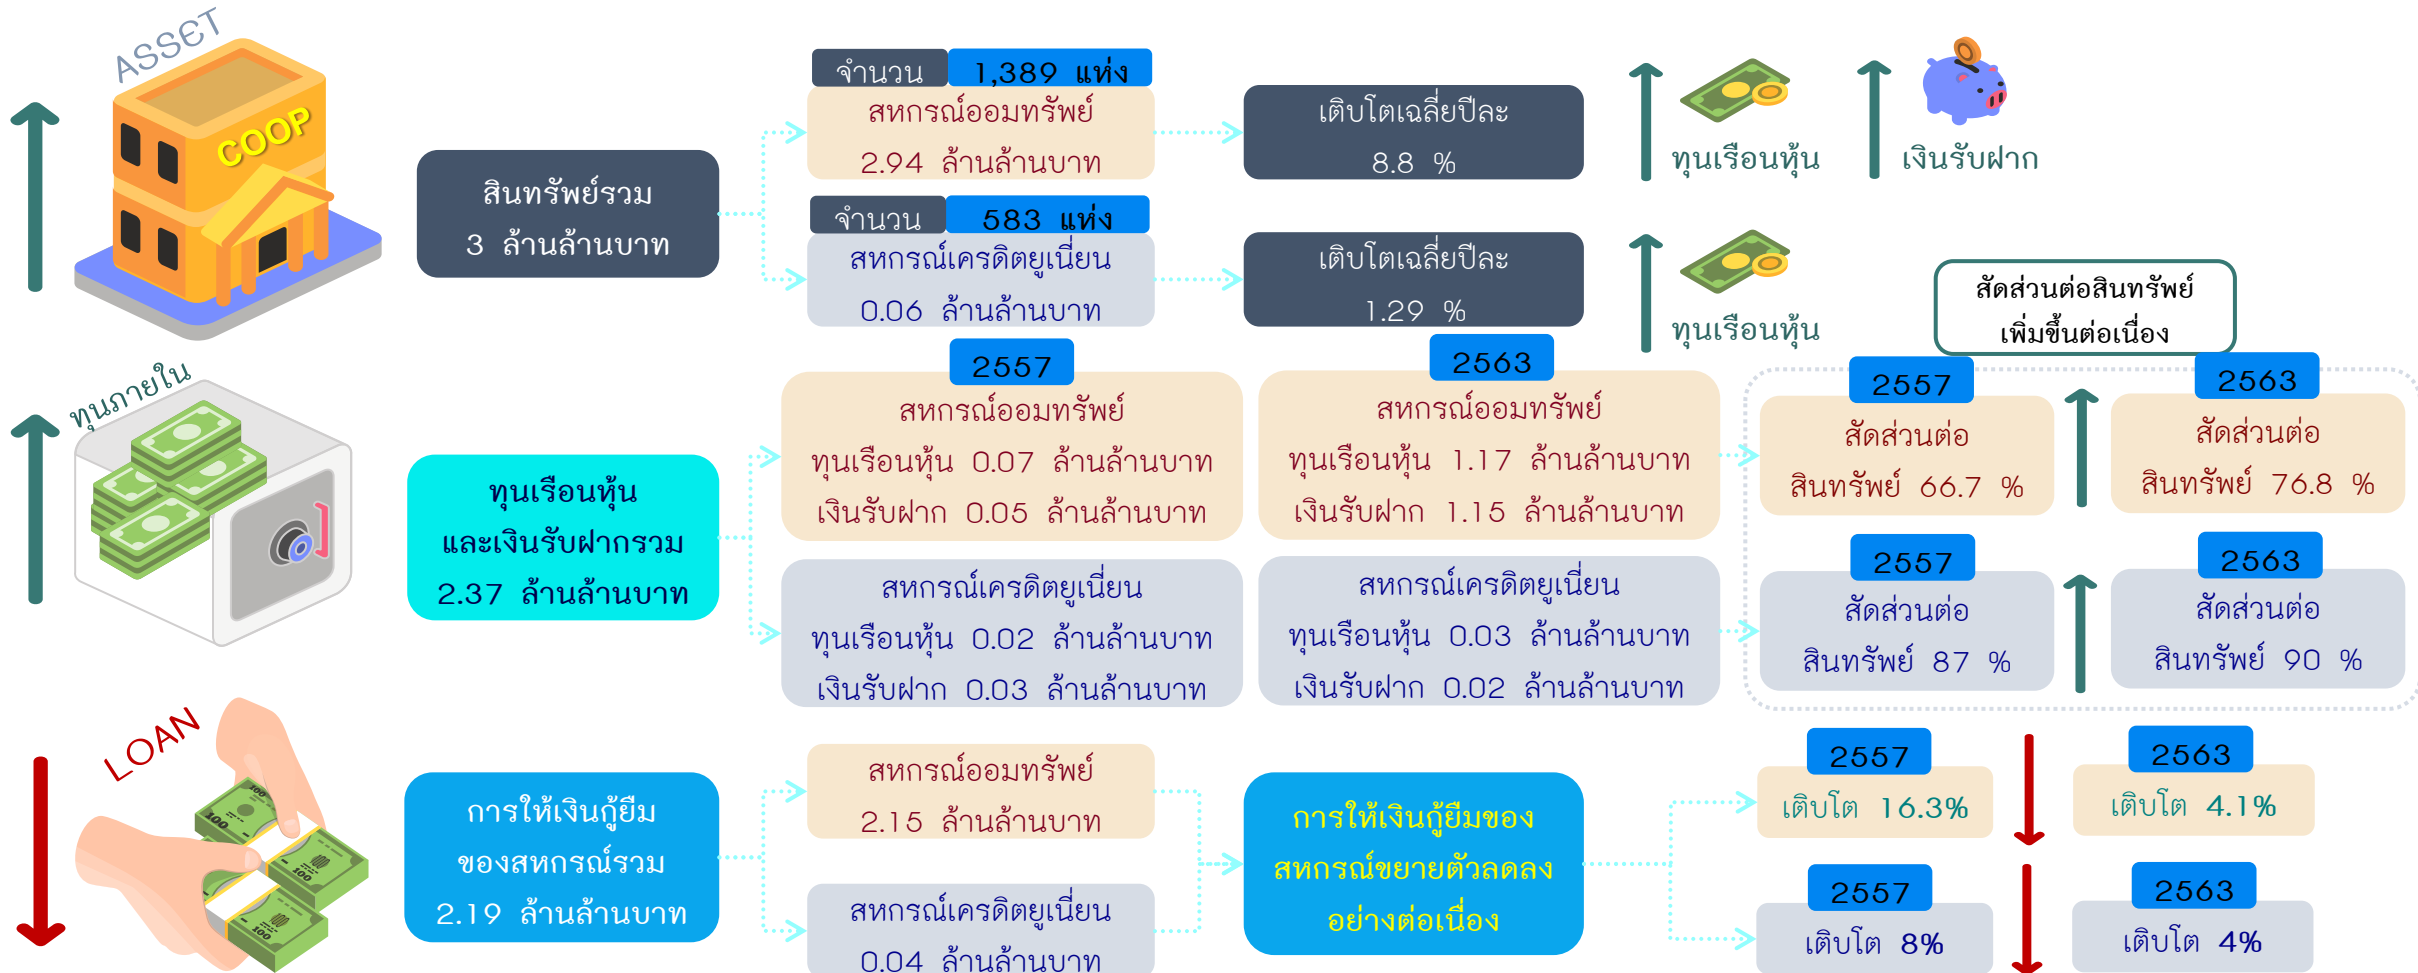 ASSET
COOP
สินทรัพย์รวม
3 ล้านล้านบาท
จำนวน 1,389 แห่ง
สหกรณ์ออมทรัพย์
2.94 ล้านล้านบาท
เติบโตเฉลี่ยปีละ
8.8 %
ทุนเรือนหุ้น
เงินรับฝาก
จำนวน 583 แห่ง
สหกรณ์เครดิตยูเนี่ยน
0.06 ล้านล้านบาท
เติบโตเฉลี่ยปีละ
1.29 %
ทุนเรือนหุ้น
สัดส่วนต่อสินทรัพย์
เพิ่มขึ้นต่อเนื่อง
ทุนภายใน
ทุนเรือนหุ้น
และเงินรับฝากรวม
2.37 ล้านล้านบาท
2557
สหกรณ์ออมทรัพย์
ทุนเรือนหุ้น 0.07 ล้านล้านบาท
เงินรับฝาก 0.05 ล้านล้านบาท
2563
สหกรณ์ออมทรัพย์
ทุนเรือนหุ้น 1.17 ล้านล้านบาท
เงินรับฝาก 1.15 ล้านล้านบาท
2557
สัดส่วนต่อ
สินทรัพย์ 66.7 %
2563
สัดส่วนต่อ
สินทรัพย์ 76.8 %
สหกรณ์เครดิตยูเนี่ยน
ทุนเรือนหุ้น 0.02 ล้านล้านบาท
เงินรับฝาก 0.03 ล้านล้านบาท
สหกรณ์เครดิตยูเนี่ยน
ทุนเรือนหุ้น 0.03 ล้านล้านบาท
เงินรับฝาก 0.02 ล้านล้านบาท
2557
สัดส่วนต่อ
สินทรัพย์ 87 %
2563
สัดส่วนต่อ
สินทรัพย์ 90 %
LOAN
100
100
100
100
100
100
การให้เงินกู้ยืม
ของสหกรณ์รวม
2.19 ล้านล้านบาท
สหกรณ์ออมทรัพย์
2.15 ล้านล้านบาท
สหกรณ์เครดิตยูเนี่ยน
0.04 ล้านล้านบาท
การให้เงินกู้ยืมของ
สหกรณ์ขยายตัวลดลง
อย่างต่อเนื่อง
2557
เติบโต 16.3%
2563
เติบโต 4.1%
2557
เติบโต 8%
2563
เติบโต 4%